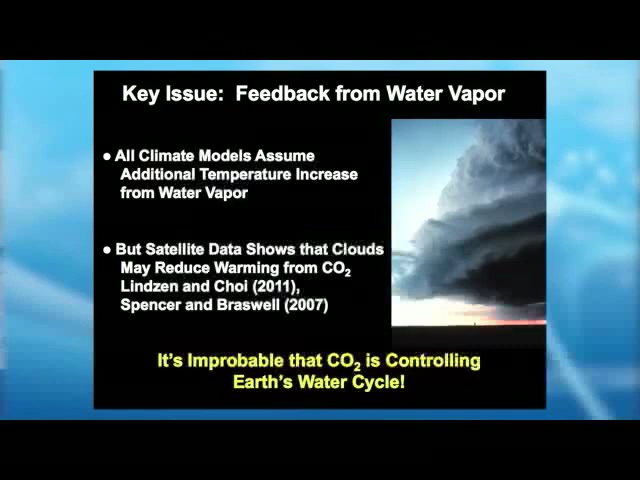 Key Issue:  Feedback from Water Vapor
● All Climate Models Assume
Additional Temperature Increase
from Water Vapor
● But Satellite Data Shows that Clouds
May Reduce Warming from CO₂
Lindzen and Choi (2011),
Spencer and Braswell (2007)
It's Improbable that CO₂ is Controlling
Earth's Water Cycle!